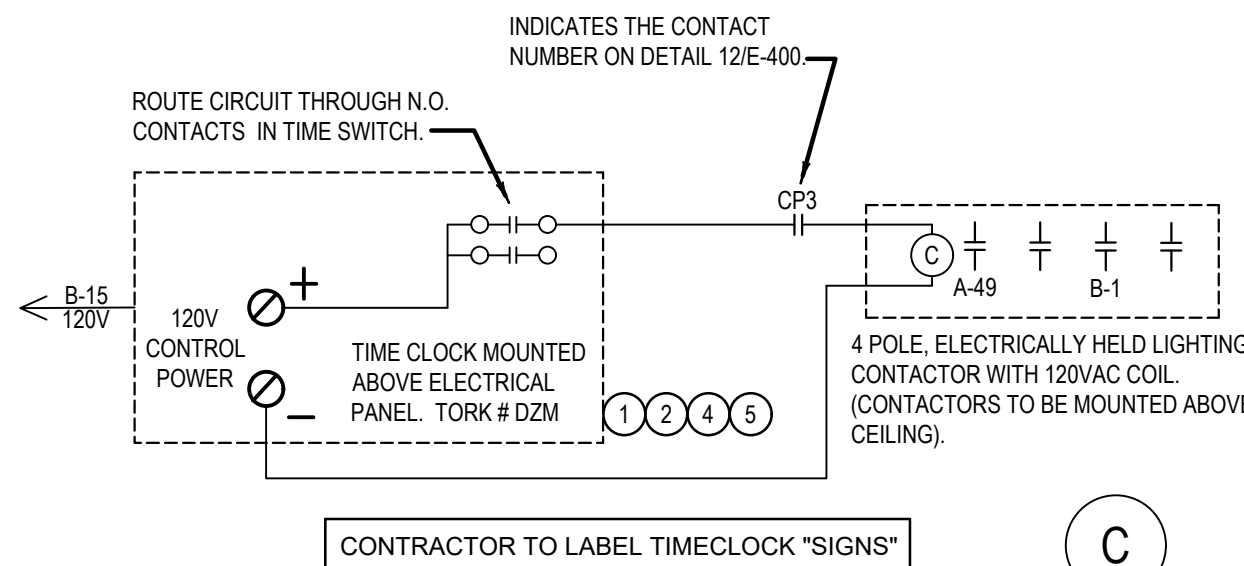 INDICATES THE CONTACT
NUMBER ON DETAIL 12/E-400.
ROUTE CIRCUIT THROUGH N.O.
CONTACTS IN TIME SWITCH.
CP3
C
A-49
B-1
B-15
120V
+
120V
CONTROL
POWER
−
TIME CLOCK MOUNTED
ABOVE ELECTRICAL
PANEL. TORK # DZM
1 2 4 5
4 POLE, ELECTRICALLY HELD LIGHTING
CONTACTOR WITH 120VAC COIL.
(CONTACTORS TO BE MOUNTED ABOVE
CEILING).
CONTRACTOR TO LABEL TIMECLOCK "SIGNS"
C